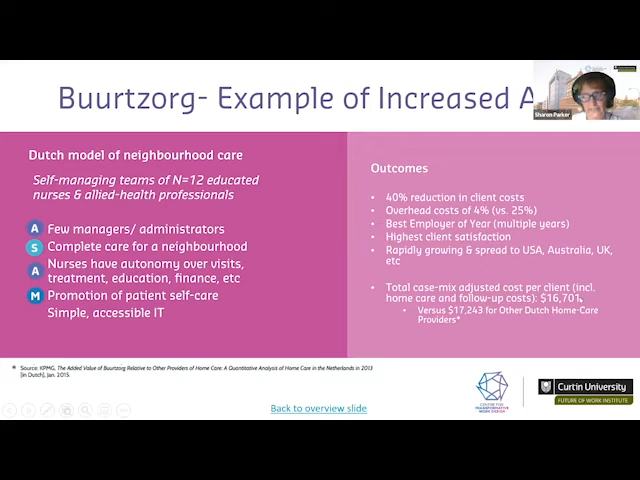 Buurtzorg- Example of Increased A
Sharon Parker
Dutch model of neighbourhood care
Self-managing teams of N=12 educated
nurses & allied-health professionals
A Few managers/ administrators
S Complete care for a neighbourhood
A Nurses have autonomy over visits,
treatment, education, finance, etc
M Promotion of patient self-care
Simple, accessible IT
Outcomes
• 40% reduction in client costs
• Overhead costs of 4% (vs. 25%)
• Best Employer of Year (multiple years)
• Highest client satisfaction
• Rapidly growing & spread to USA, Australia, UK,
etc
• Total case-mix adjusted cost per client (incl.
home care and follow-up costs): $16,701,
• Versus $17,243 for Other Dutch Home-Care
Providers*
* Source: KPMG, The Added Value of Buurtzorg Relative to Other Providers of Home Care: A Quantitative Analysis of Home Care in the Netherlands in 2013
[in Dutch], Jan. 2015.
Back to overview slide
CENTRE FOR
TRANSFORMATIVE
WORK DESIGN
Curtin University
FUTURE OF WORK INSTITUTE